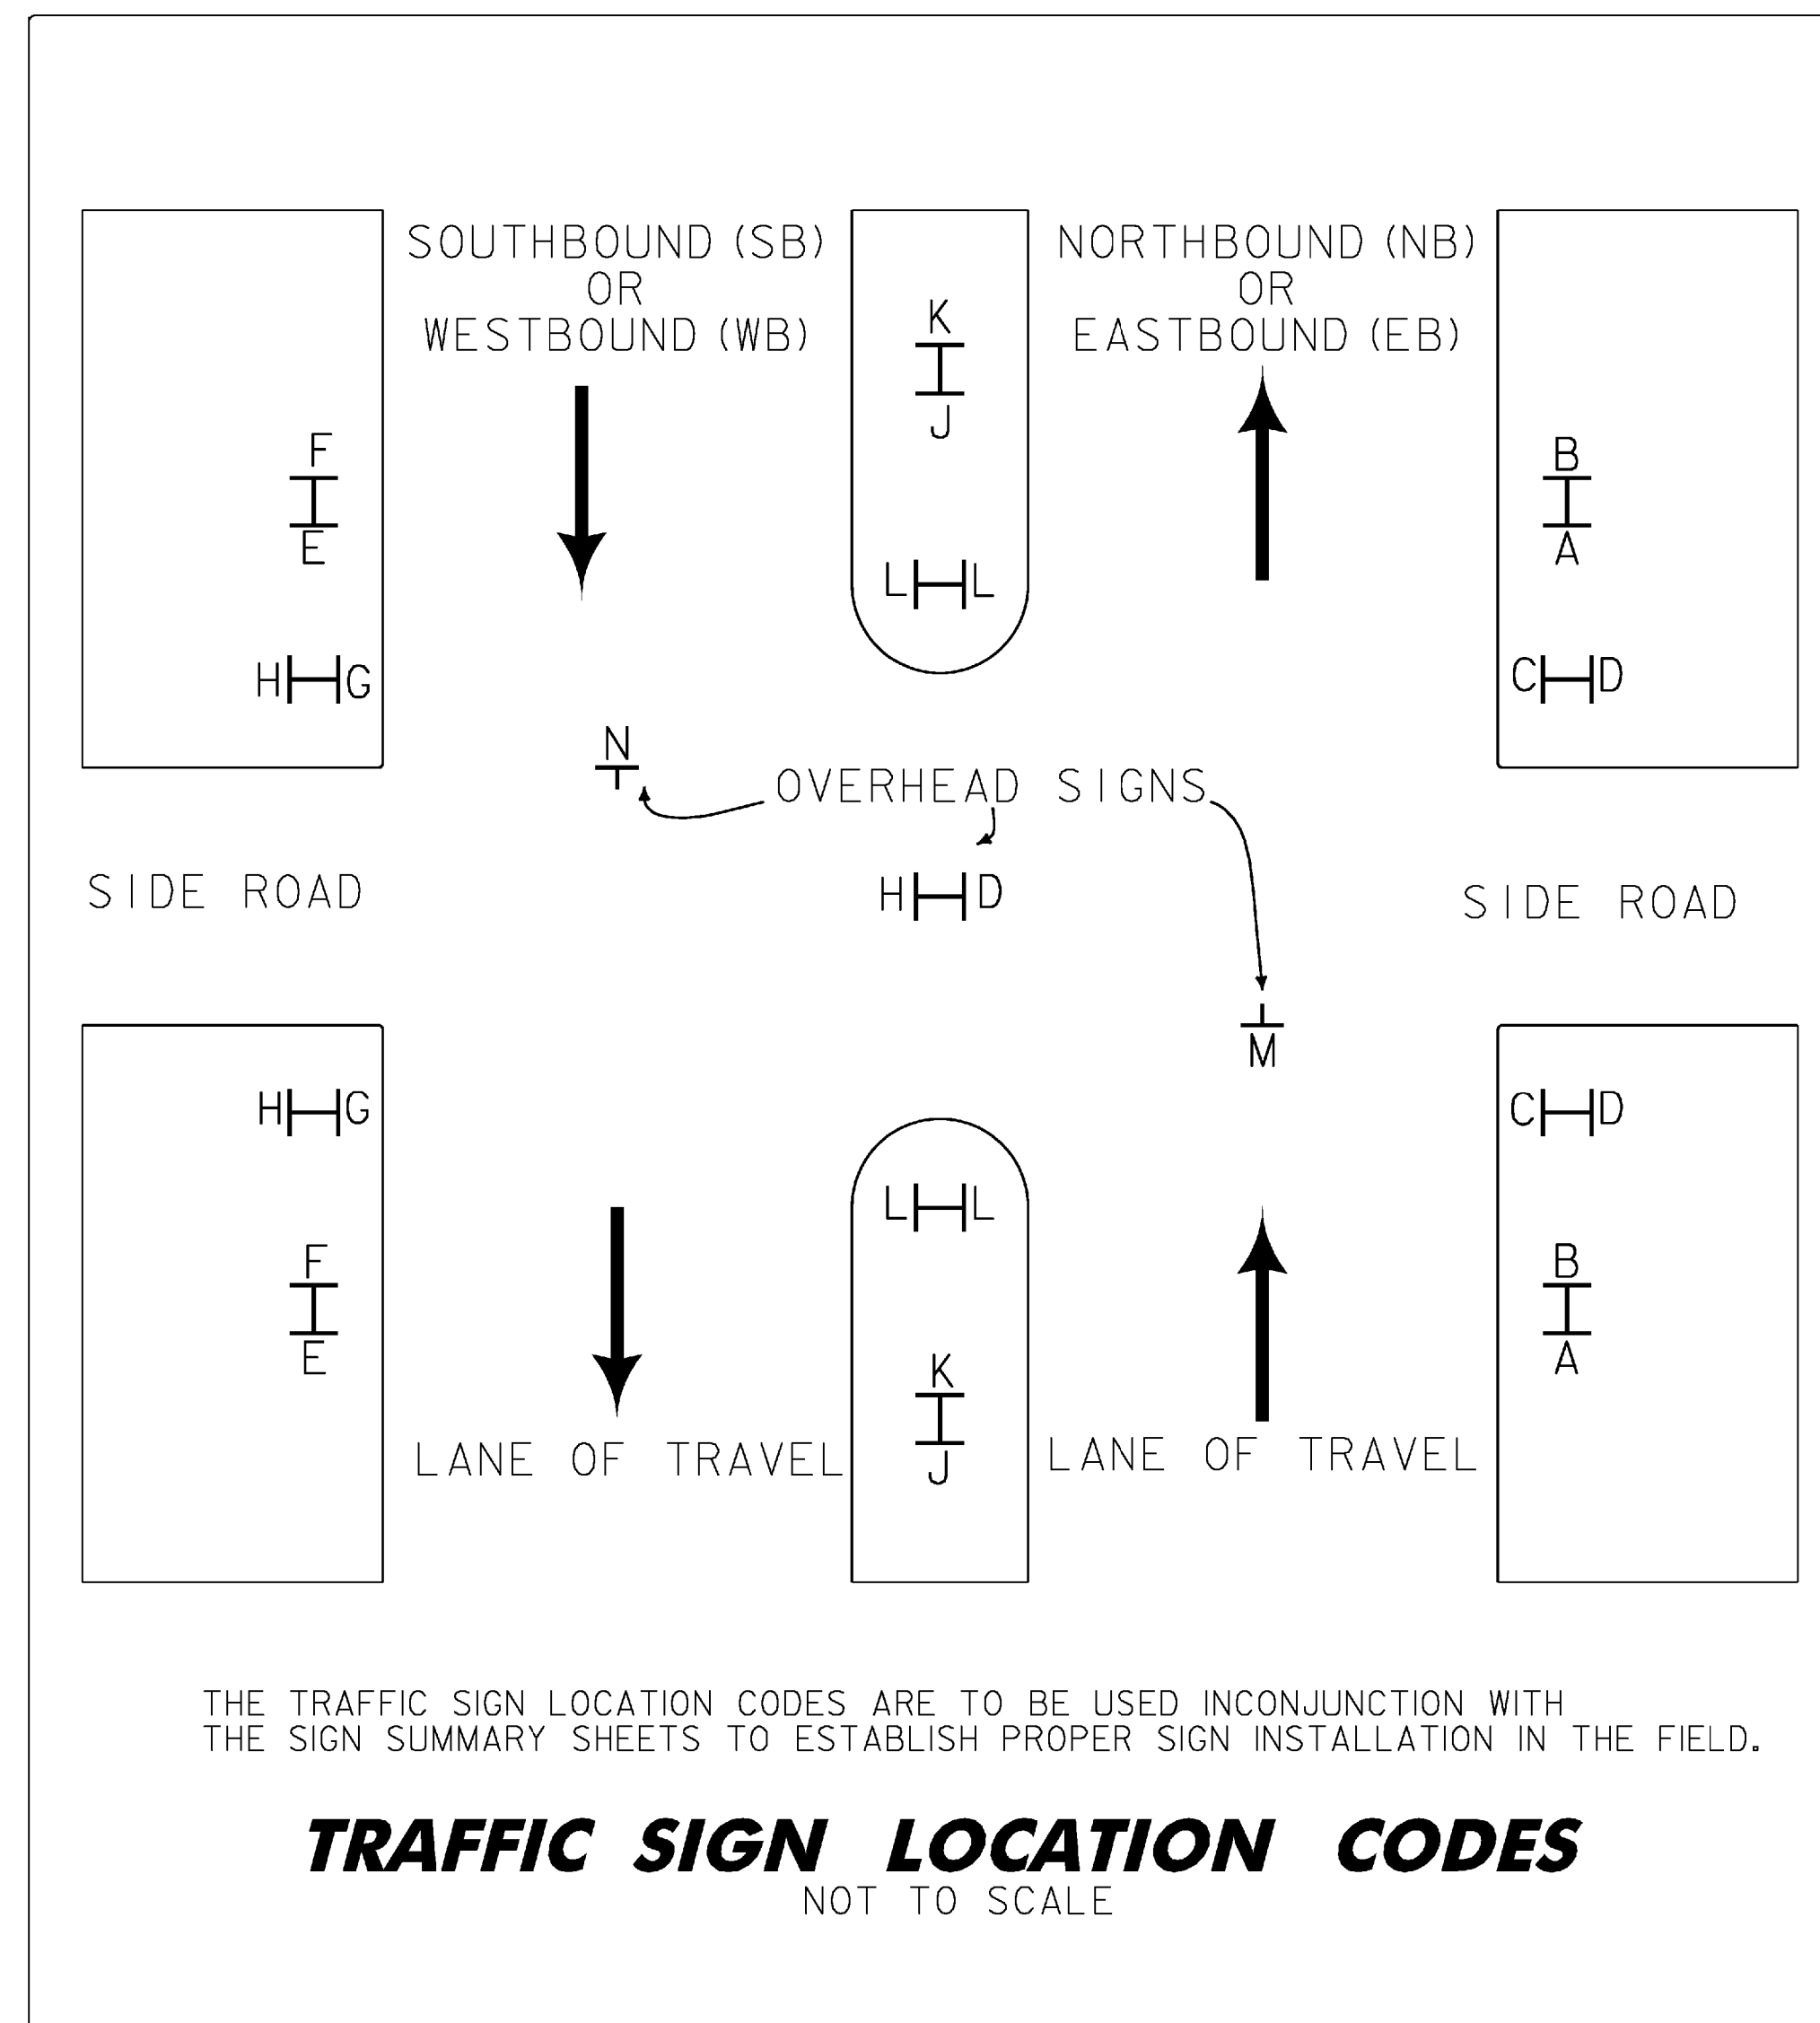 SOUTHBOUND (SB)
OR
WESTBOUND (WB)
NORTHBOUND (NB)
OR
EASTBOUND (EB)
K
J
F
E
B
A
L L
H G
C D
N
OVERHEAD SIGNS
SIDE ROAD
H D
SIDE ROAD
M
H G
C D
L L
F
E
B
A
K
J
LANE OF TRAVEL
LANE OF TRAVEL
THE TRAFFIC SIGN LOCATION CODES ARE TO BE USED INCONJUNCTION WITH
THE SIGN SUMMARY SHEETS TO ESTABLISH PROPER SIGN INSTALLATION IN THE FIELD.
TRAFFIC SIGN LOCATION CODES
NOT TO SCALE